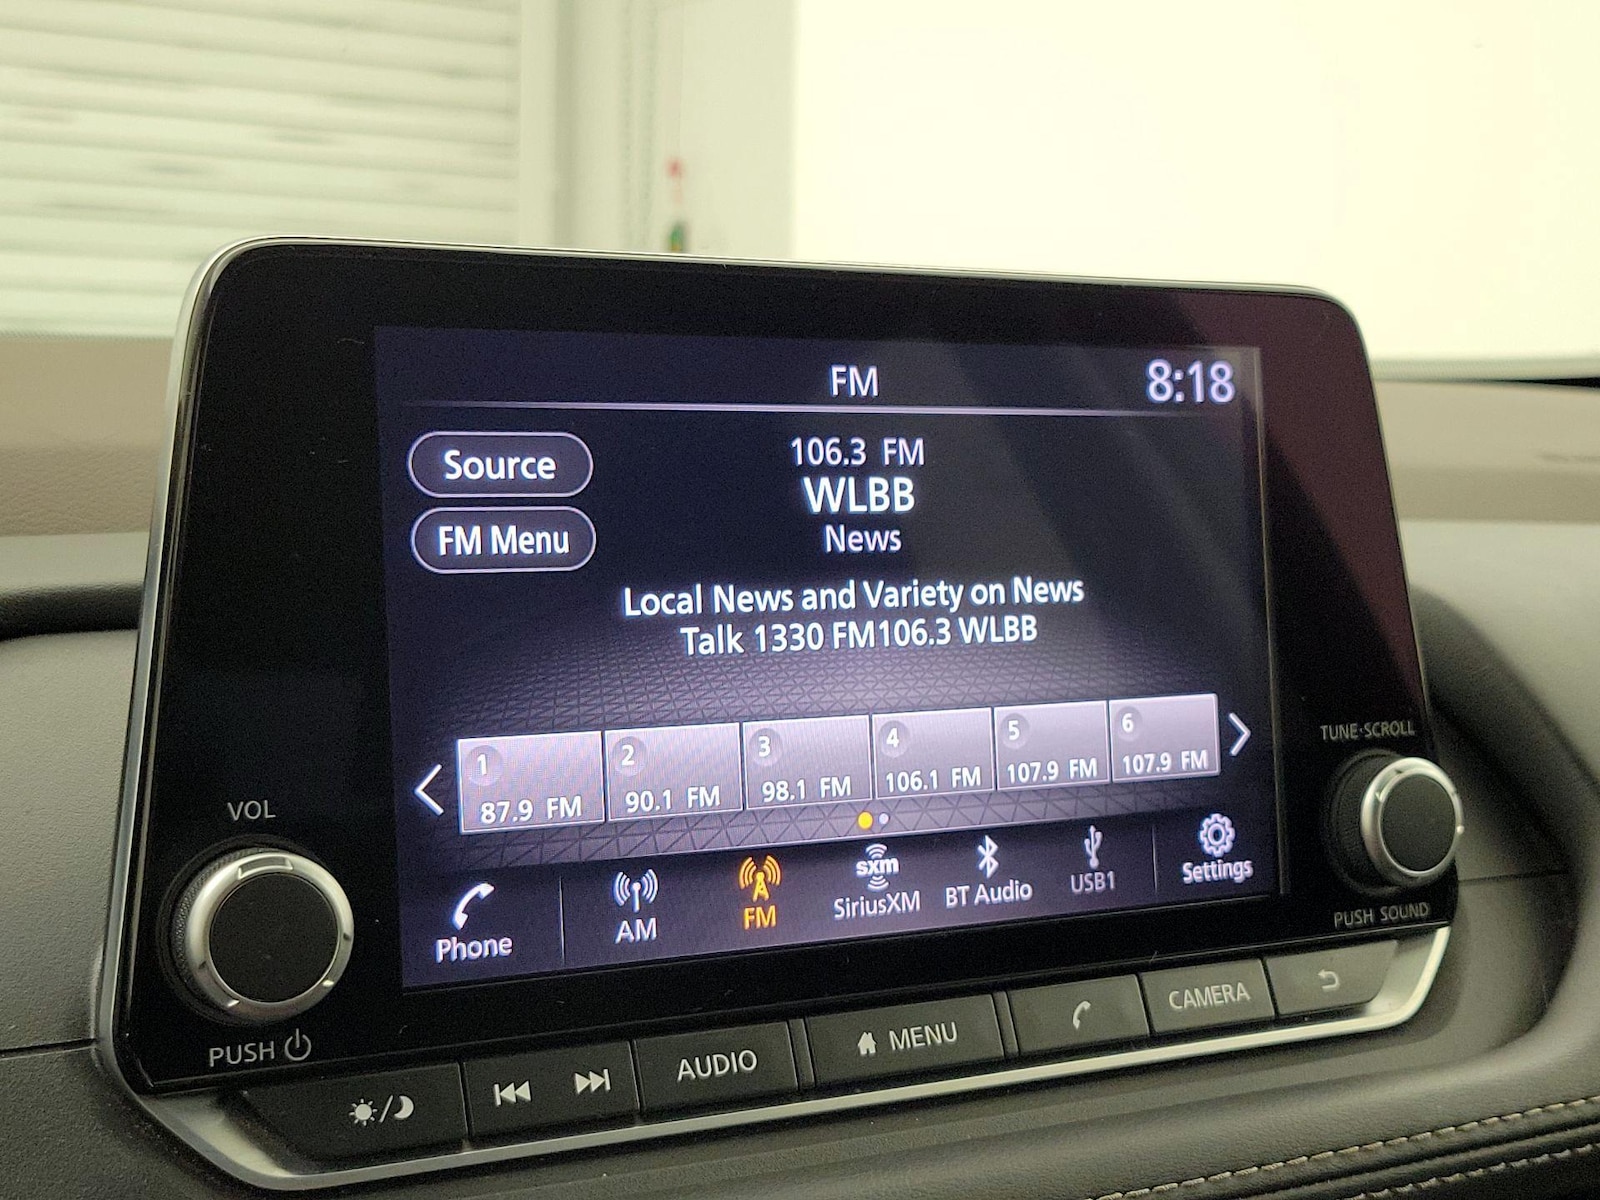 FM
8:18
Source
106.3 FM
WLBB
FM Menu
News
Local News and Variety on News
Talk 1330 FM106.3 WLBB
1
87.9 FM
2
90.1 FM
3
98.1 FM
4
106.1 FM
5
107.9 FM
6
107.9 FM
Phone
AM
FM
sxm
SiriusXM
BT Audio
USB1
Settings
VOL
PUSH
TUNE·SCROLL
PUSH SOUND
AUDIO
MENU
CAMERA